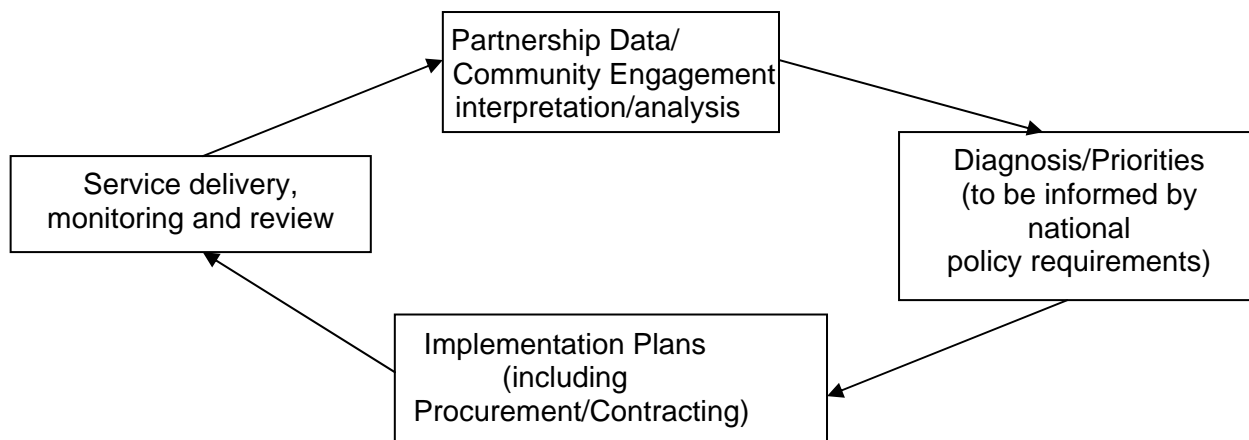 Partnership Data/
Community Engagement
interpretation/analysis
Diagnosis/Priorities
(to be informed by
national
policy requirements)
Implementation Plans
(including
Procurement/Contracting)
Service delivery,
monitoring and review